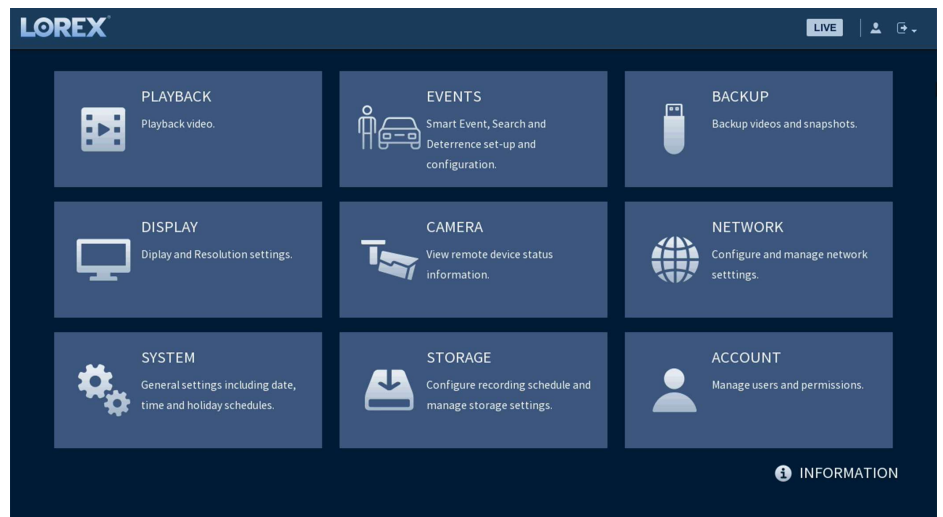 LOREX
LIVE
PLAYBACK
Playback video.
EVENTS
Smart Event, Search and
Deterrence set-up and
configuration.
BACKUP
Backup videos and snapshots.
DISPLAY
Diplay and Resolution settings.
CAMERA
View remote device status
information.
NETWORK
Configure and manage network
setttings.
SYSTEM
General settings including date,
time and holiday schedules.
STORAGE
Configure recording schedule and
manage storage settings.
ACCOUNT
Manage users and permissions.
INFORMATION